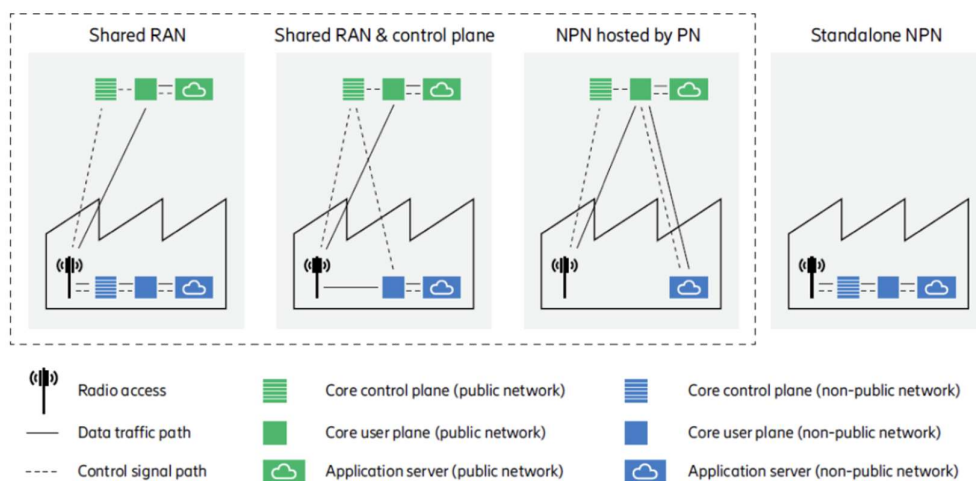 Shared RAN
Shared RAN & control plane
NPN hosted by PN
Standalone NPN
Radio access
Core control plane (public network)
Core control plane (non-public network)
Data traffic path
Core user plane (public network)
Core user plane (non-public network)
Control signal path
Application server (public network)
Application server (non-public network)